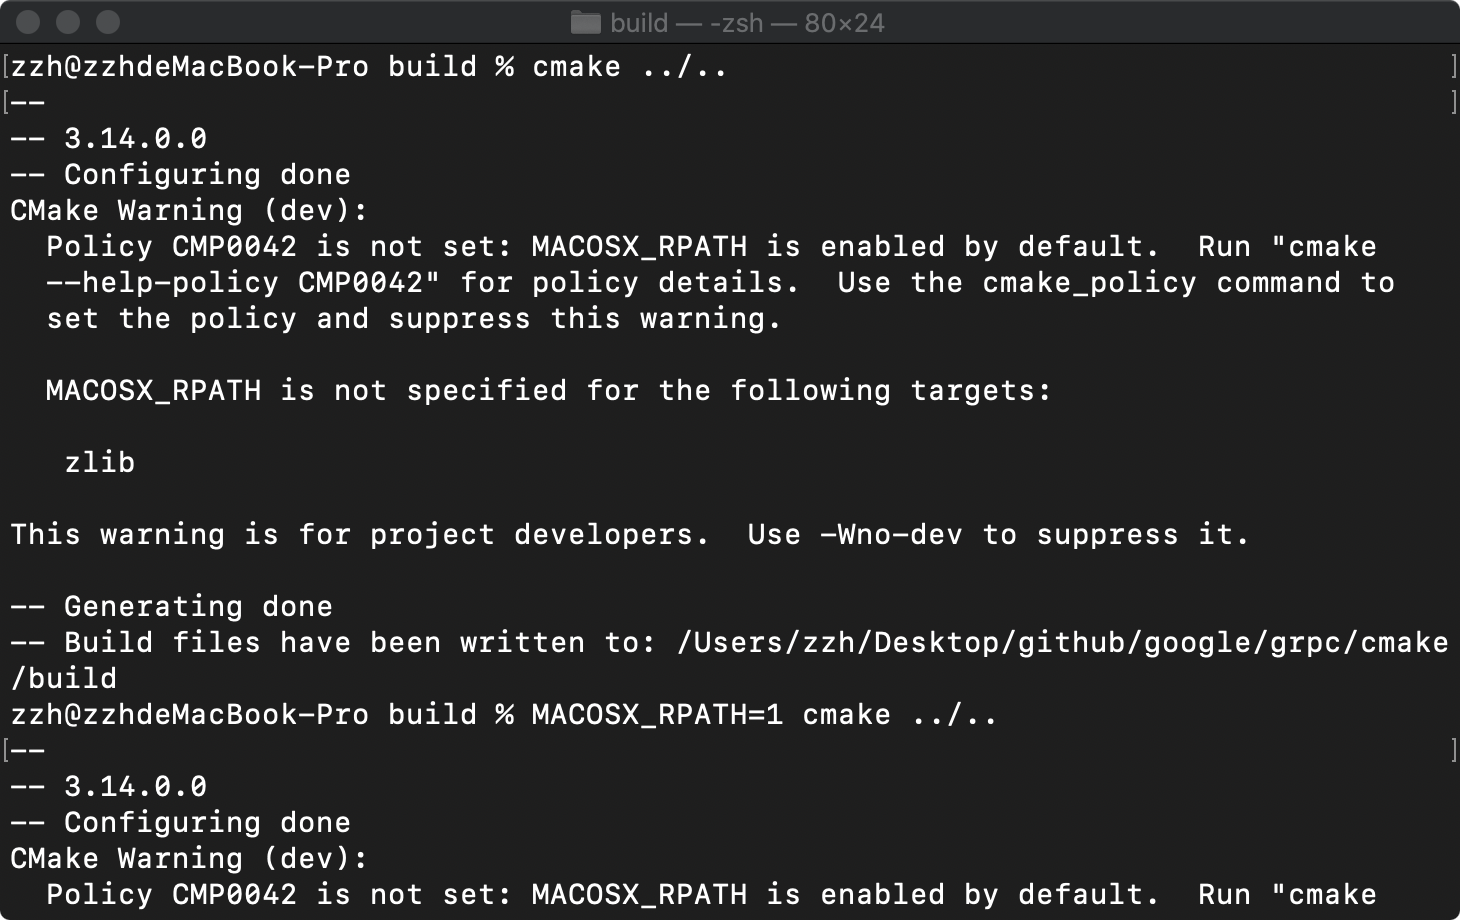 build — -zsh — 80×24
[zzh@zzhdeMacBook-Pro build % cmake ../.. ]
[-- ]
-- 3.14.0.0
-- Configuring done
CMake Warning (dev):
  Policy CMP0042 is not set: MACOSX_RPATH is enabled by default.  Run "cmake
  --help-policy CMP0042" for policy details.  Use the cmake_policy command to
  set the policy and suppress this warning.
  MACOSX_RPATH is not specified for the following targets:
   zlib
This warning is for project developers.  Use -Wno-dev to suppress it.
-- Generating done
-- Build files have been written to: /Users/zzh/Desktop/github/google/grpc/cmake
/build
zzh@zzhdeMacBook-Pro build % MACOSX_RPATH=1 cmake ../..
[-- ]
-- 3.14.0.0
-- Configuring done
CMake Warning (dev):
  Policy CMP0042 is not set: MACOSX_RPATH is enabled by default.  Run "cmake